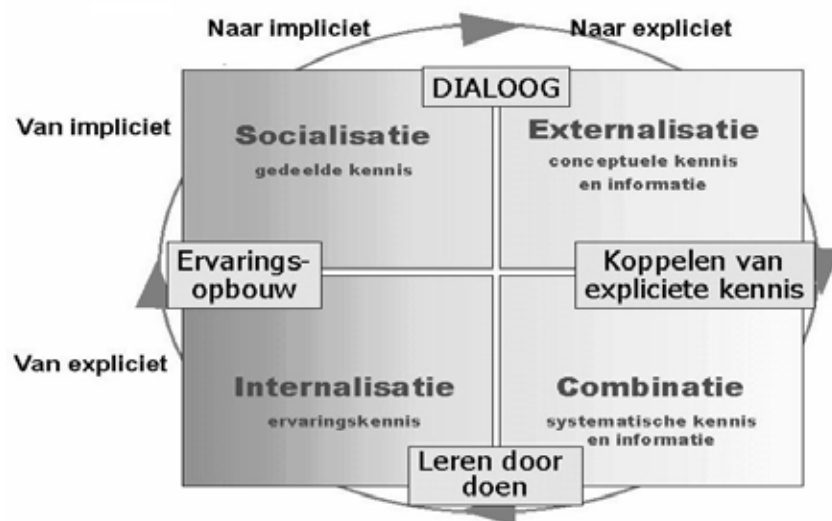 Naar impliciet
Naar expliciet
DIALOOG
Van impliciet
Socialisatie
gedeelde kennis
Externalisatie
conceptuele kennis
en informatie
Ervarings-
opbouw
Koppelen van
expliciete kennis
Van expliciet
Internalisatie
ervaringskennis
Combinatie
systematische kennis
en informatie
Leren door
doen